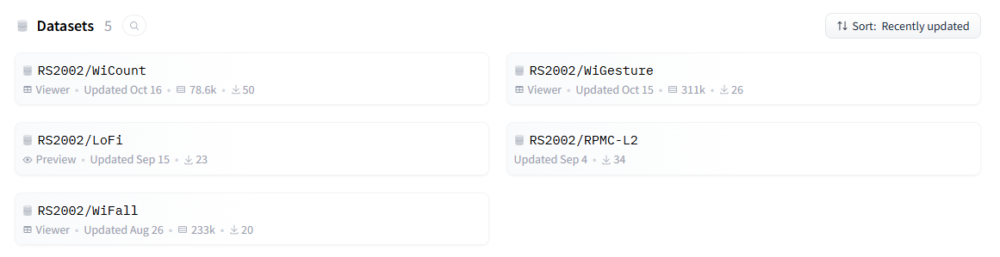 Datasets 5
Sort: Recently updated
RS2002/WiCount
Viewer • Updated Oct 16 • 78.6k • 50
RS2002/WiGesture
Viewer • Updated Oct 15 • 311k • 26
RS2002/LoFi
Preview • Updated Sep 15 • 23
RS2002/RPMC-L2
Updated Sep 4 • 34
RS2002/WiFall
Viewer • Updated Aug 26 • 233k • 20